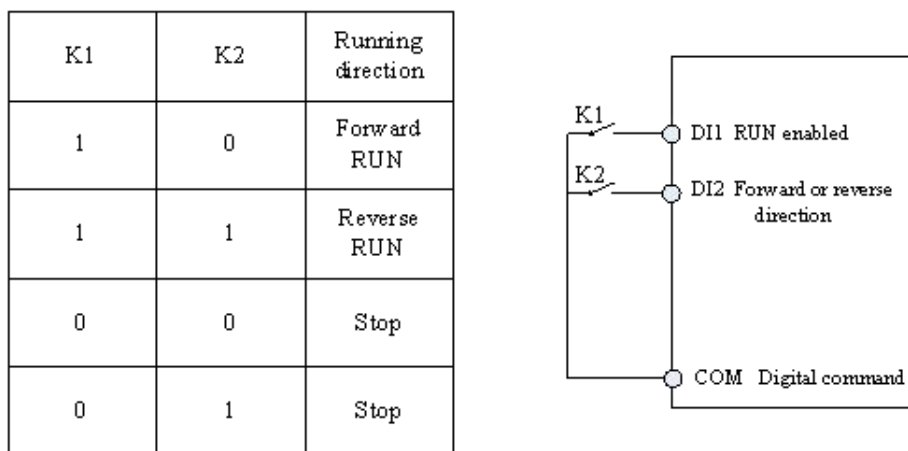 K1 K2 Running
direction
1 0 Forward
RUN
1 1 Reverse
RUN
0 0 Stop
0 1 Stop
K1
DI1 RUN enabled
K2
DI2 Forward or reverse
direction
COM Digital command